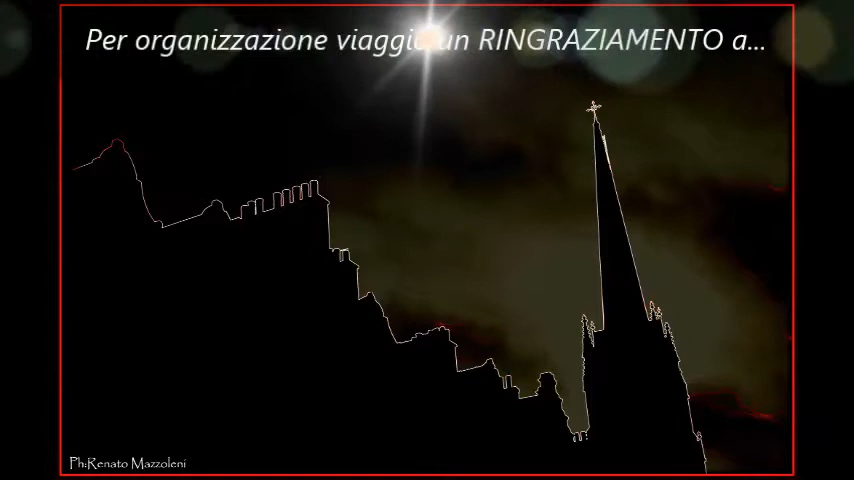 Per organizzazione viaggio un RINGRAZIAMENTO a...
Ph:Renato Mazzoleni